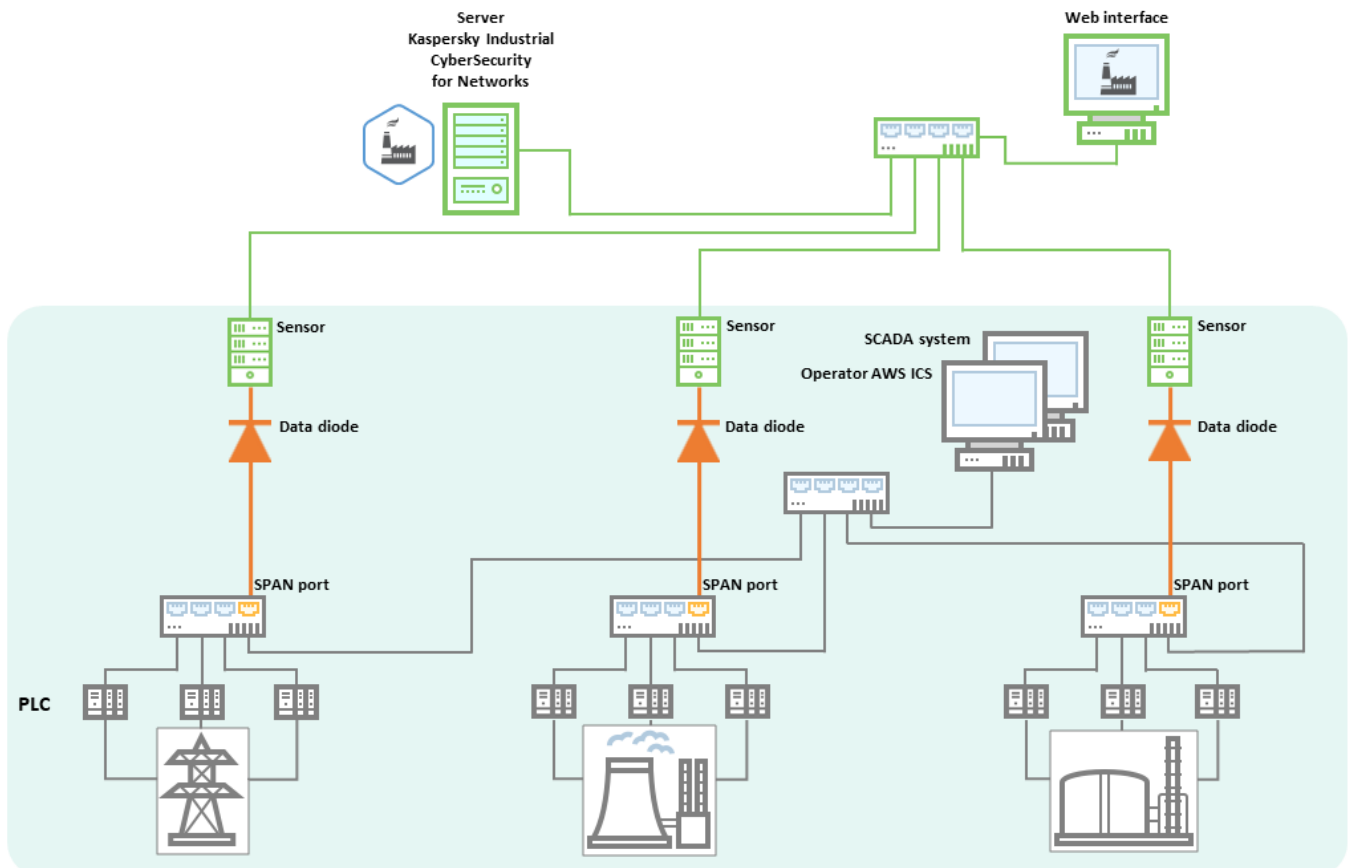 Server
Kaspersky Industrial
CyberSecurity
for Networks
Web interface
Sensor
Sensor
Sensor
SCADA system
Operator AWS ICS
Data diode
Data diode
Data diode
SPAN port
SPAN port
SPAN port
PLC